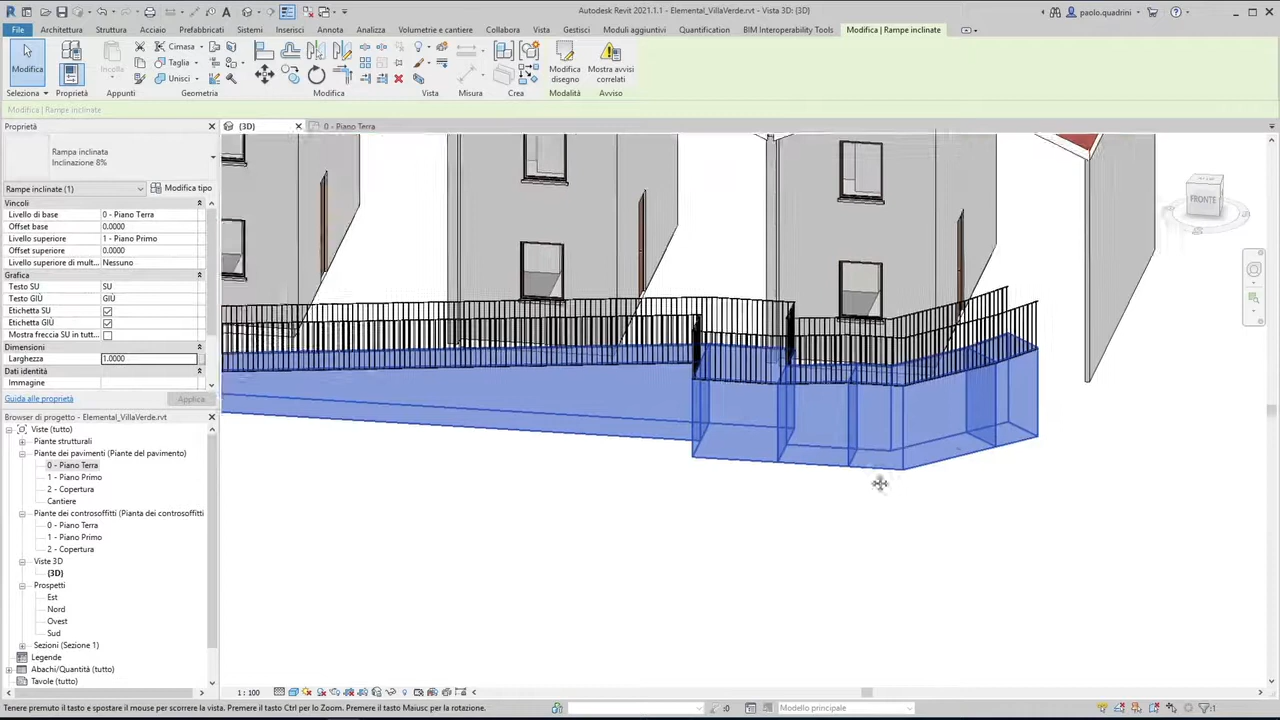 Autodesk Revit 2021.1.1 - Elemental_VillaVerde.rvt - Vista 3D: {3D}
paolo.quadrini
File Architettura Struttura Acciaio Prefabbricati Sistemi Inserisci Annota Analizza Volumetrie e cantiere Collabora Vista Gestisci Moduli aggiuntivi Quantification BIM Interoperability Tools Modifica | Rampe inclinate
Cimasa
Taglia
Unisci
Modifica
Incolla
Modifica disegno
Mostra avvisi correlati
Seleziona Proprietà Appunti Geometria Modifica Vista Misura Crea Modalità Avviso
Modifica | Rampe inclinate
Proprietà
(3D)
0 - Piano Terra
Rampa inclinata
Inclinazione 8%
Rampe inclinate (1)
Modifica tipo
Vincoli
Livello di base 0 - Piano Terra
Offset base 0.0000
Livello superiore 1 - Piano Primo
Offset superiore 0.0000
Livello superiore di mult... Nessuno
Grafica
Testo SU SU
Testo GIÙ GIÙ
Etichetta SU
Etichetta GIÙ
Mostra freccia SU in tutt...
Dimensioni
Larghezza 1.0000
Dati identità
Immagine
Guida alle proprietà
Applica
FRONTE
Browser di progetto - Elemental_VillaVerde.rvt
Viste (tutto)
Piante strutturali
Piante dei pavimenti (Piante del pavimento)
0 - Piano Terra
1 - Piano Primo
2 - Copertura
Cantiere
Piante dei controsoffitti (Pianta dei controsoffitti
0 - Piano Terra
1 - Piano Primo
2 - Copertura
Viste 3D
(3D)
Prospetti
Est
Nord
Ovest
Sud
Sezioni (Sezione 1)
Legende
Abachi/Quantità (tutto)
Tavole (tutto)
1 : 100
Tenere premuto il tasto e spostare il mouse per scorrere la vista. Premere il tasto Ctrl per lo Zoom. Premere il tasto Maiusc per la rotazione.
:0
Modello principale
:1